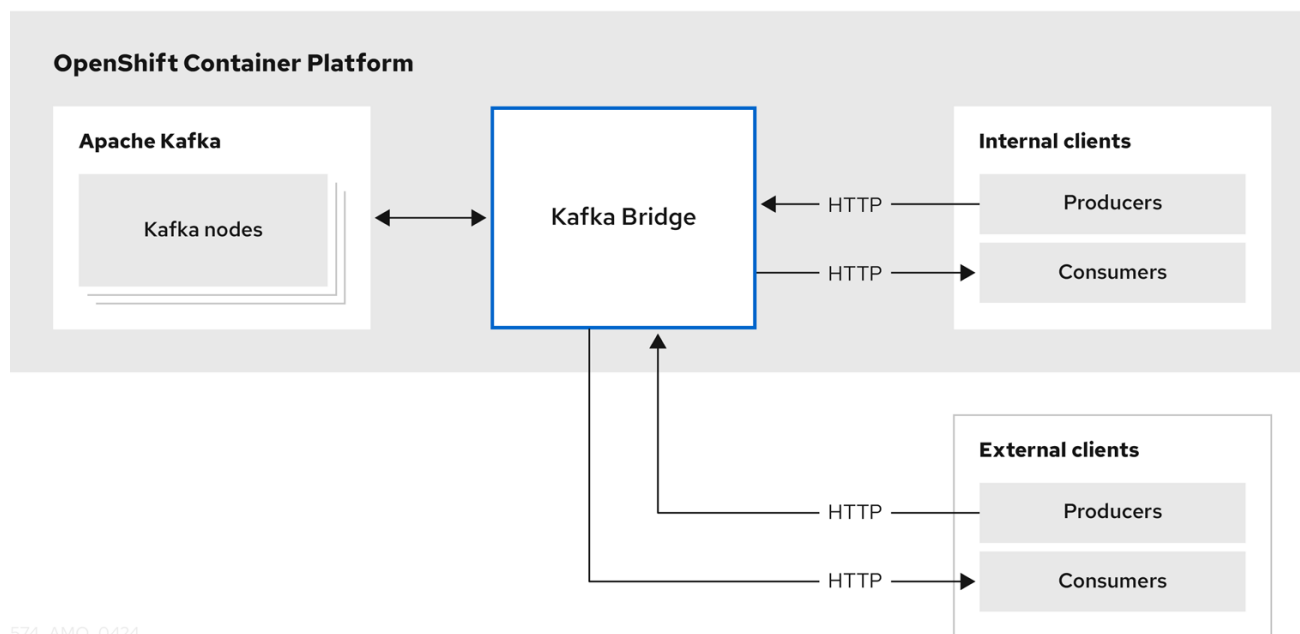 OpenShift Container Platform
Apache Kafka
Kafka nodes
Kafka Bridge
Internal clients
HTTP
Producers
HTTP
Consumers
External clients
HTTP
Producers
HTTP
Consumers
574_AMQ_0424